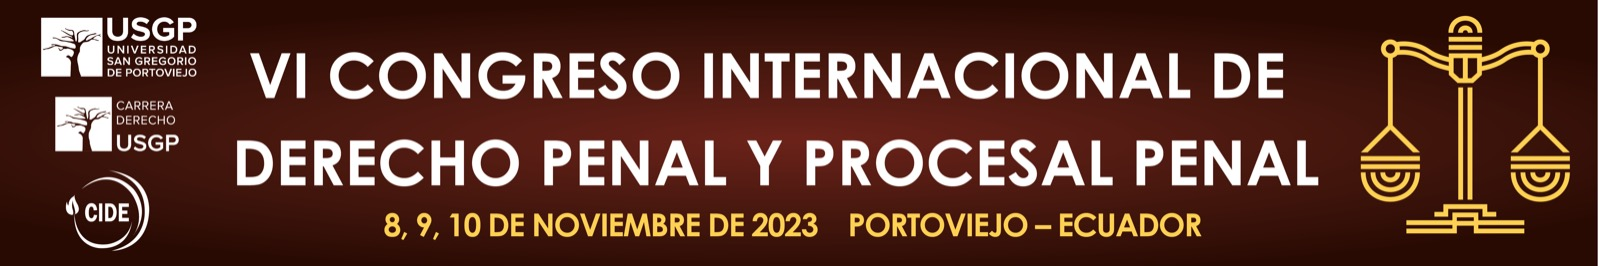 USGP
UNIVERSIDAD
SAN GREGORIO
DE PORTOVIEJO
CARRERA
DERECHO
USGP
CIDE
VI CONGRESO INTERNACIONAL DE
DERECHO PENAL Y PROCESAL PENAL
8, 9, 10 DE NOVIEMBRE DE 2023 PORTOVIEJO – ECUADOR